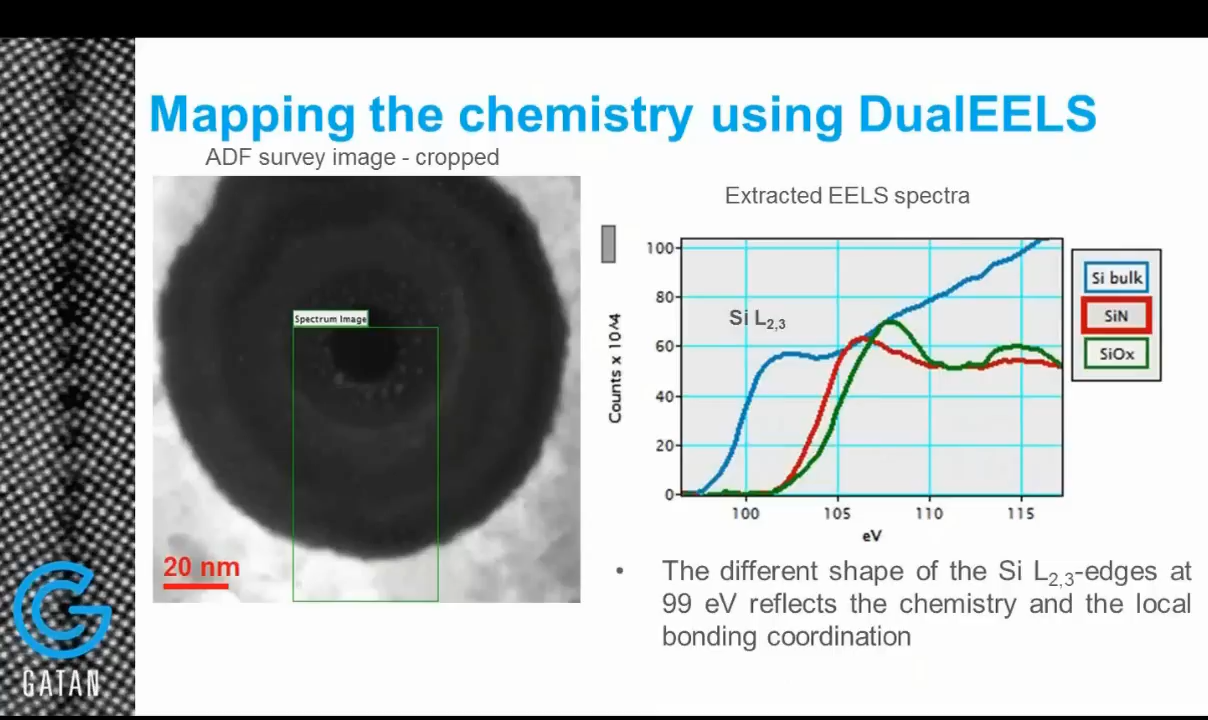 Mapping the chemistry using DualEELS
ADF survey image - cropped
Spectrum Image
20 nm
Extracted EELS spectra
Si L2,3
Counts x 10^4
100
80
60
40
20
0
100 105 110 115
eV
Si bulk
SiN
SiOx
• The different shape of the Si L2,3-edges at
99 eV reflects the chemistry and the local
bonding coordination
GATAN